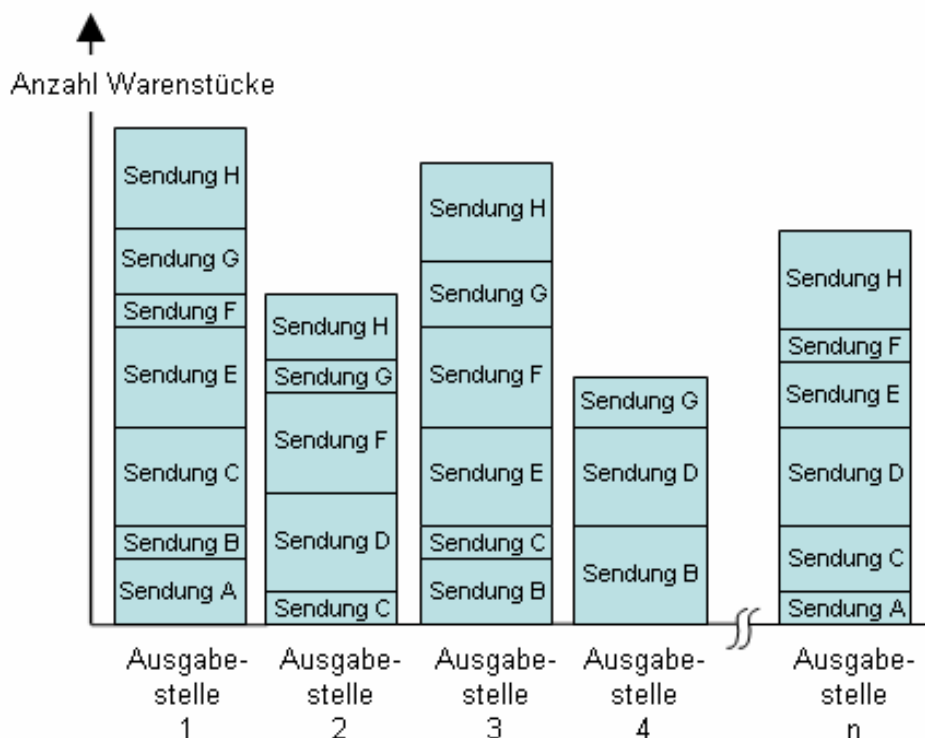 Anzahl Warenstücke
Sendung H
Sendung G
Sendung F
Sendung E
Sendung C
Sendung B
Sendung A
Sendung H
Sendung G
Sendung F
Sendung D
Sendung C
Sendung H
Sendung G
Sendung F
Sendung E
Sendung C
Sendung B
Sendung G
Sendung D
Sendung B
Sendung H
Sendung F
Sendung E
Sendung D
Sendung C
Sendung A
Ausgabe-
stelle
1
Ausgabe-
stelle
2
Ausgabe-
stelle
3
Ausgabe-
stelle
4
Ausgabe-
stelle
n